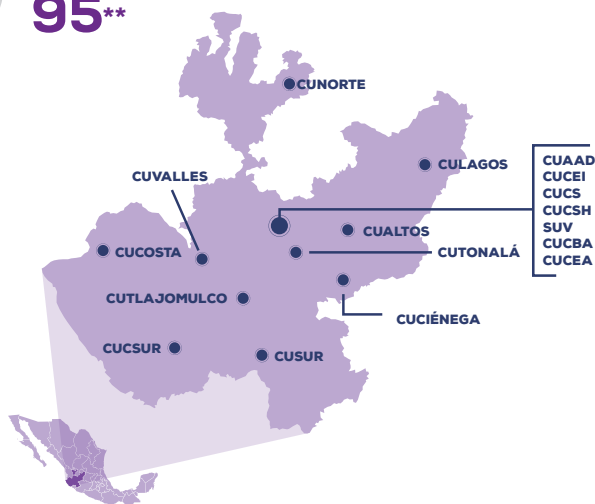 95**
CUNORTE
CULAGOS
CUVALLES
CUAAD
CUCEI
CUCS
CUCSH
SUV
CUCBA
CUCEA
CUALTOS
CUCOSTA
CUTONALÁ
CUTLAJOMULCO
CUCIÉNEGA
CUCSUR
CUSUR